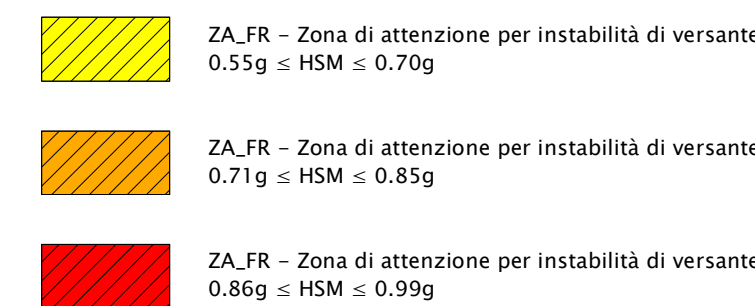 ZA_FR – Zona di attenzione per instabilità di versante
0.55g ≤ HSM ≤ 0.70g
ZA_FR – Zona di attenzione per instabilità di versante
0.71g ≤ HSM ≤ 0.85g
ZA_FR – Zona di attenzione per instabilità di versante
0.86g ≤ HSM ≤ 0.99g